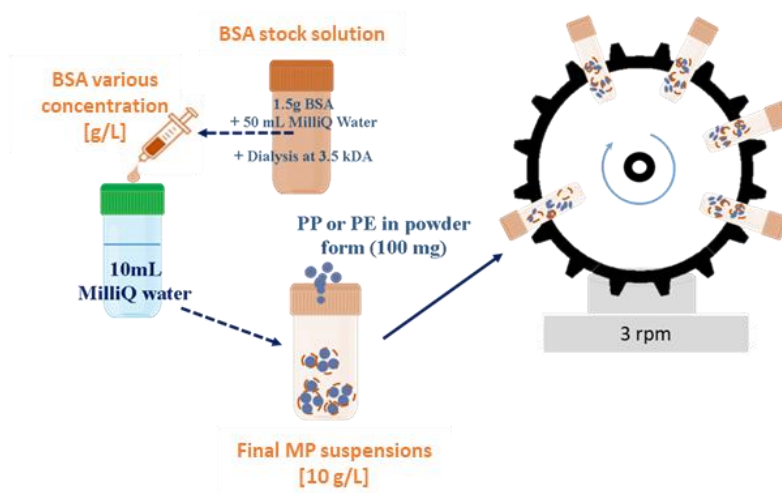 BSA stock solution
1.5g BSA
+ 50 mL MilliQ Water
+ Dialysis at 3.5 kDA
BSA various
concentration
[g/L]
10mL
MilliQ water
PP or PE in powder
form (100 mg)
Final MP suspensions
[10 g/L]
3 rpm